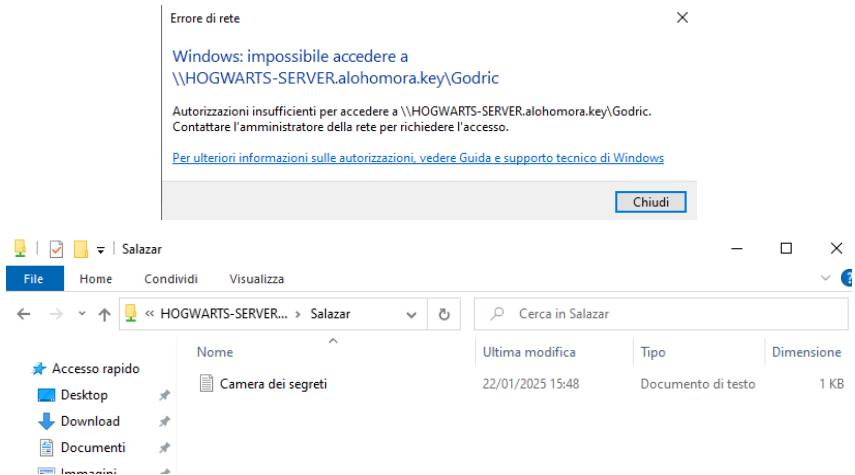 Errore di rete
Windows: impossibile accedere a
\\HOGWARTS-SERVER.alohomora.key\Godric
Autorizzazioni insufficienti per accedere a \\HOGWARTS-SERVER.alohomora.key\Godric.
Contattare l'amministratore della rete per richiedere l'accesso.
Per ulteriori informazioni sulle autorizzazioni, vedere Guida e supporto tecnico di Windows
Chiudi
Salazar
File Home Condividi Visualizza
« HOGWARTS-SERVER... › Salazar Cerca in Salazar
Nome Ultima modifica Tipo Dimensione
Accesso rapido
Camera dei segreti 22/01/2025 15:48 Documento di testo 1 KB
Desktop
Download
Documenti
Immagini